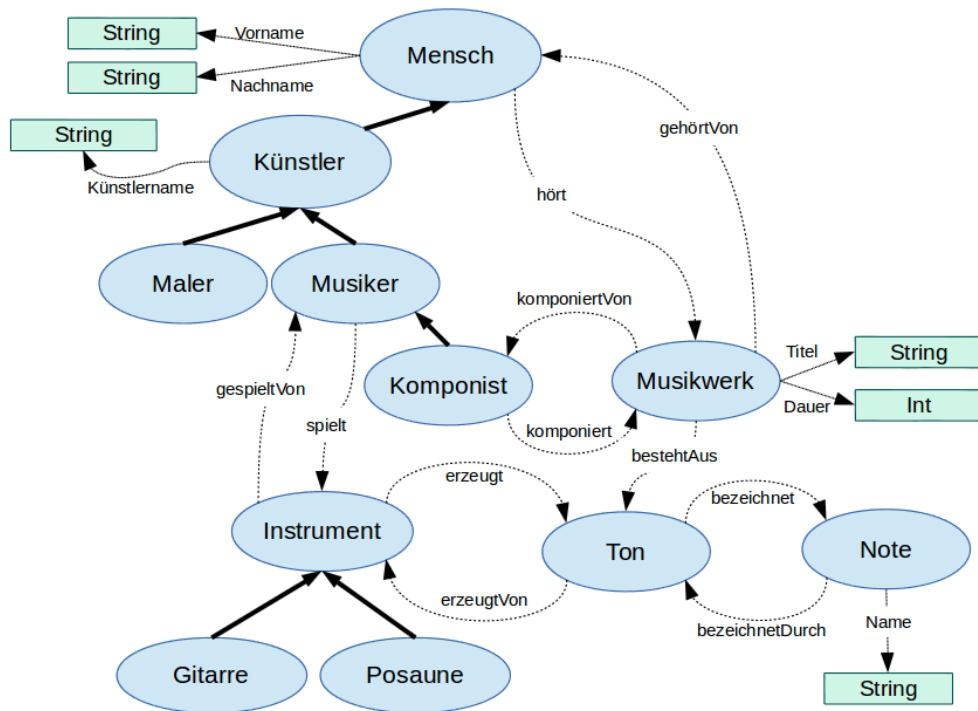 String
Vorname
Mensch
String
Nachname
String
Künstlername
Künstler
gehörtVon
hört
Maler
Musiker
komponiertVon
Komponist
Musikwerk
Titel
String
Dauer
Int
gespieltVon
spielt
komponiert
bestehtAus
erzeugt
bezeichnet
Instrument
Ton
Note
erzeugtVon
bezeichnetDurch
Name
Gitarre
Posaune
String